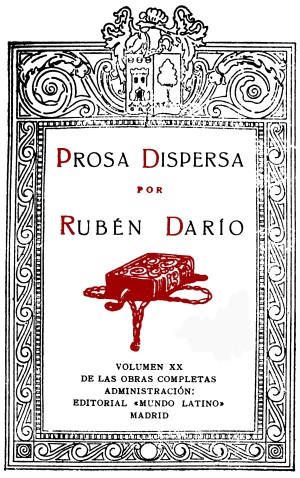 PROSA DISPERSA
POR
RUBÉN DARÍO
VOLUMEN XX
DE LAS OBRAS COMPLETAS
ADMINISTRACIÓN:
EDITORIAL «MUNDO LATINO»
MADRID